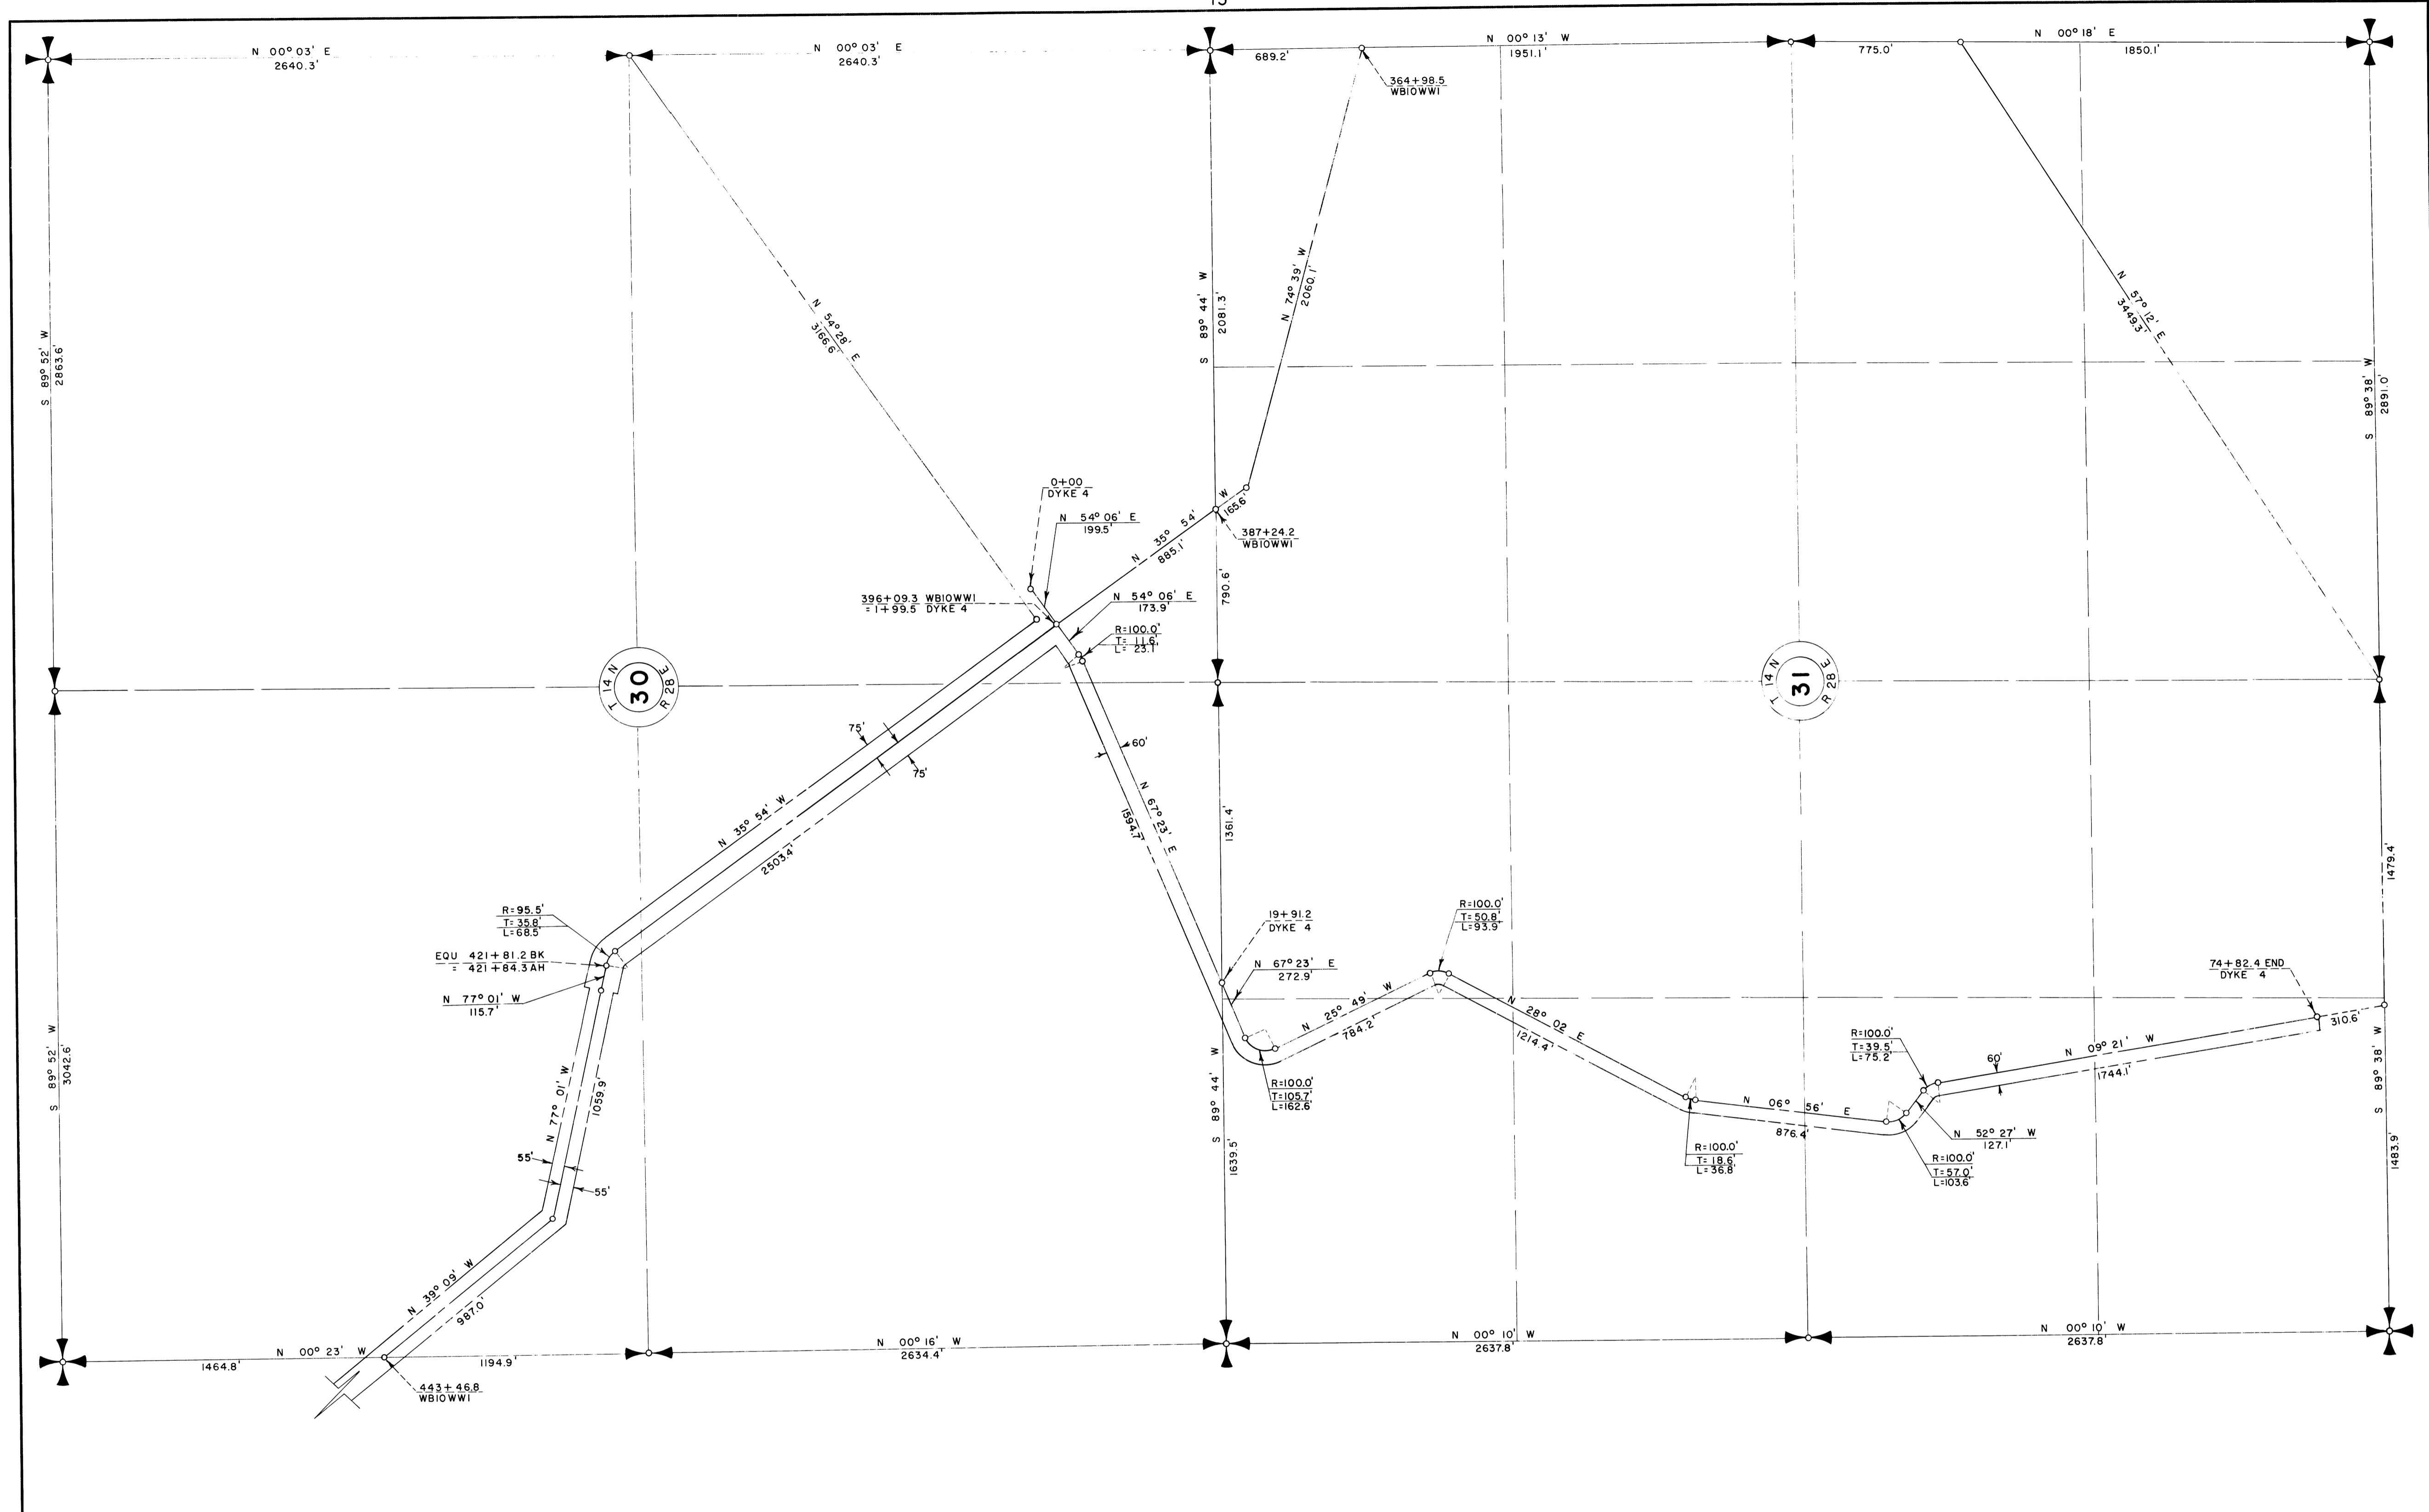 N 00° 03' E
2640.3'
N 00° 03' E
2640.3'
689.2'
N 00° 13' W
1951.1'
775.0'
N 00° 18' E
1850.1'
364+98.5
WB10WW1
S 89° 52' W
2863.6'
N 54° 28' E
3166.6'
S 89° 44' W
2081.3'
N 74° 39' W
2060.1'
N 57° 12' E
3449.3'
S 89° 38' W
2891.0'
0+00
DYKE 4
N 54° 06' E
199.5'
N 35° 54' W
885.1'
165.6'
387+24.2
WB10WW1
396+09.3 WB10WW1
= 1+99.5 DYKE 4
N 54° 06' E
173.9'
790.6'
R=100.0'
T= 11.6'
L= 23.1'
T 14 N
30
R 28 E
T 14 N
31
R 28 E
75'
75'
60'
N 35° 54' W
2503.4'
N 67° 23' E
1594.7'
1361.4'
1479.4'
R=95.5'
T=35.8'
L=68.5'
EQU 421+81.2 BK
= 421+84.3 AH
N 77° 01' W
115.7'
19+91.2
DYKE 4
N 67° 23' E
272.9'
R=100.0'
T=50.8'
L=93.9'
74+82.4 END
DYKE 4
310.6'
S 89° 52' W
3042.6'
N 77° 01' W
1059.9'
S 89° 44' W
1639.5'
N 25° 49' W
784.2'
R=100.0'
T=105.7'
L=162.6'
N 28° 02 E
1214.4'
R=100.0'
T=39.5'
L=75.2'
60'
N 09° 21' W
1744.1'
N 06° 56' E
876.4'
R=100.0'
T=18.6'
L=36.8'
N 52° 27' W
127.1'
R=100.0'
T=57.0'
L=103.6'
S 89° 38' W
1483.9'
55'
55'
N 39° 09' W
987.0'
1464.8'
N 00° 23' W
1194.9'
443+46.8
WB10WW1
N 00° 16' W
2634.4'
N 00° 10' W
2637.8'
N 00° 10' W
2637.8'